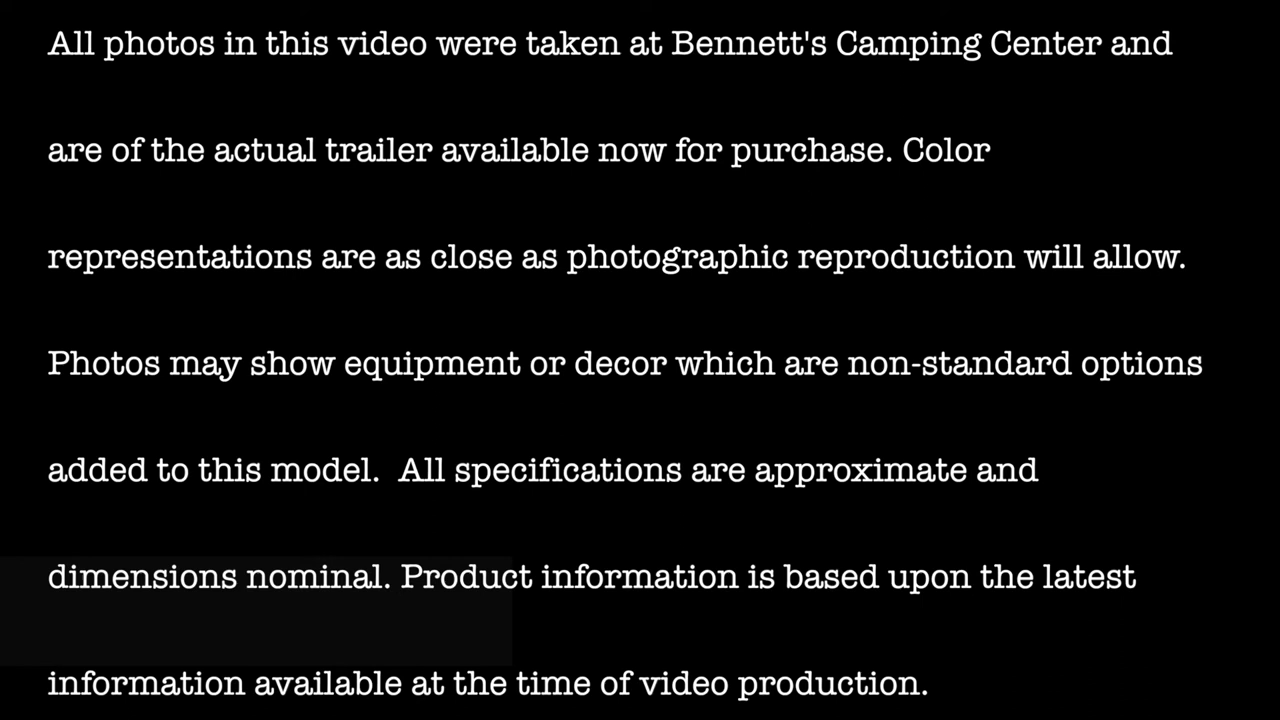 All photos in this video were taken at Bennett's Camping Center and
are of the actual trailer available now for purchase. Color
representations are as close as photographic reproduction will allow.
Photos may show equipment or decor which are non-standard options
added to this model.  All specifications are approximate and
dimensions nominal. Product information is based upon the latest
information available at the time of video production.